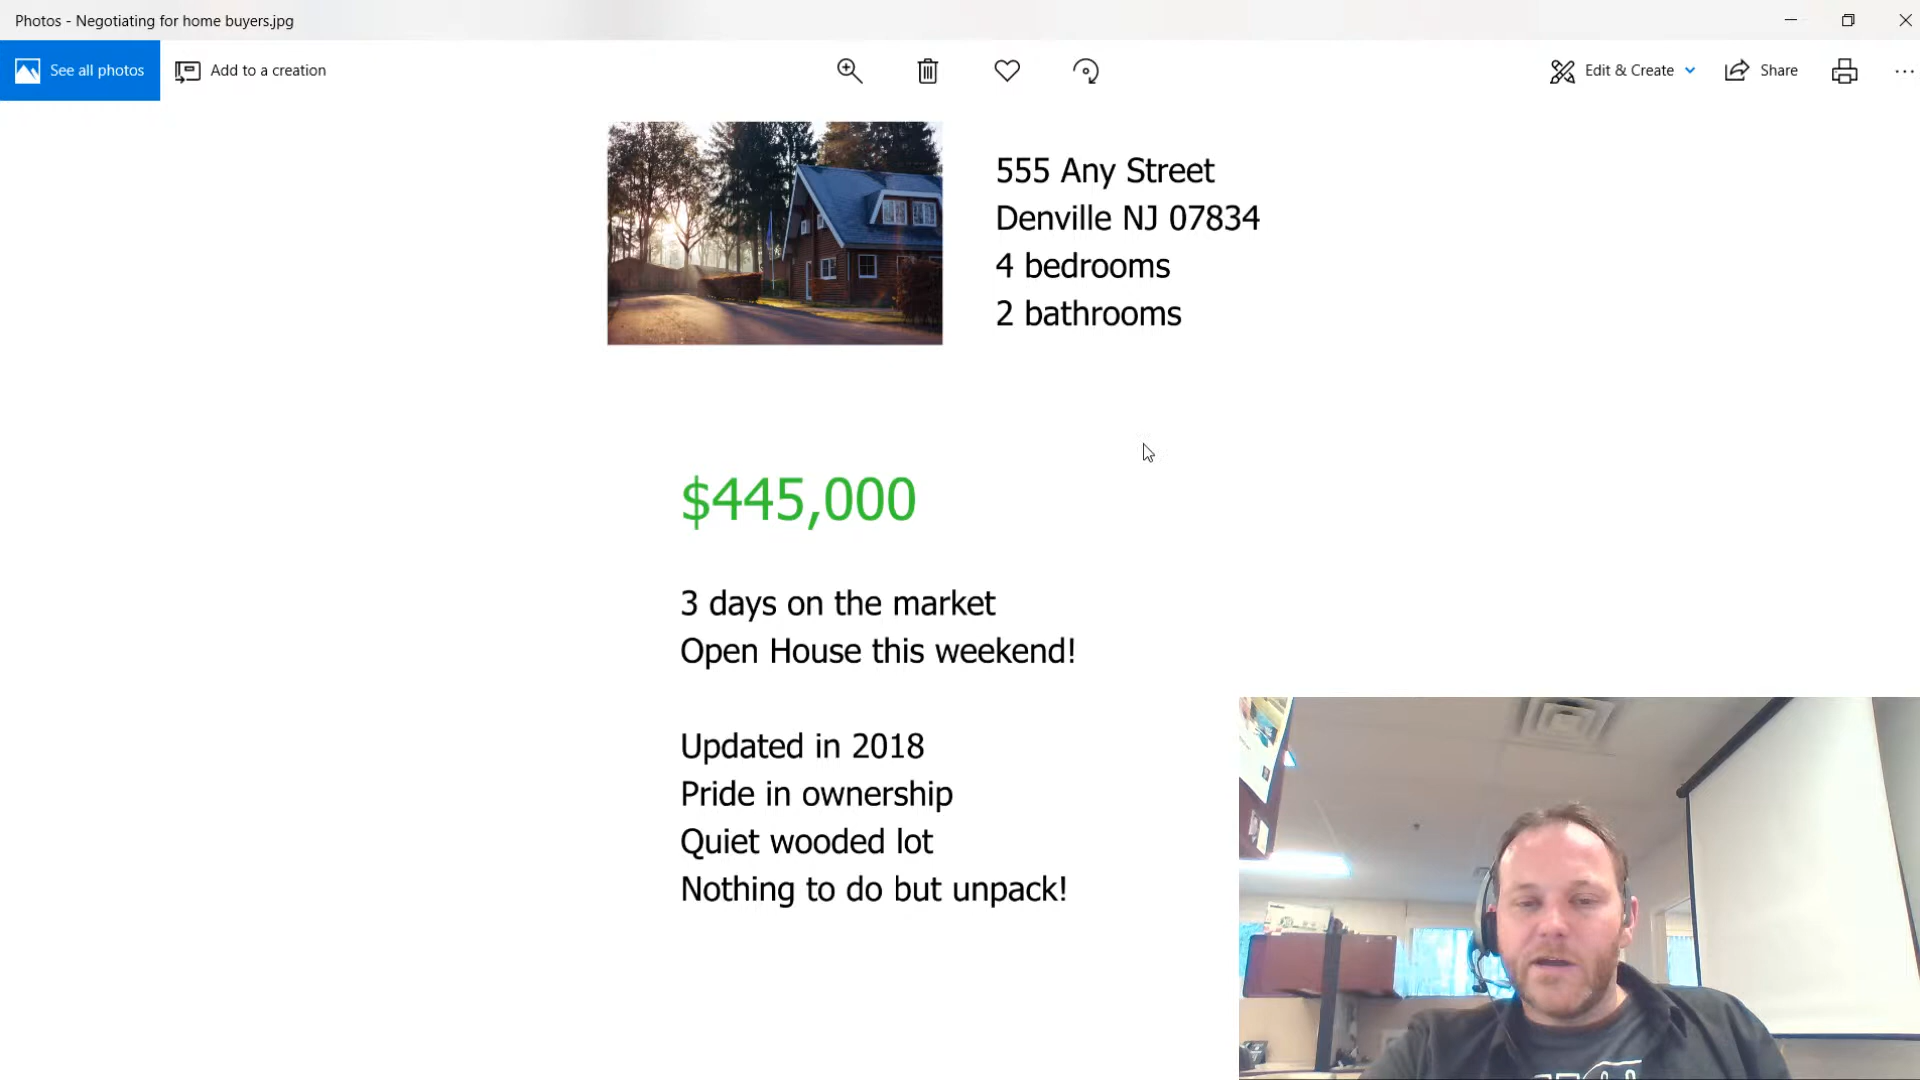 Photos - Negotiating for home buyers.jpg
See all photos
Add to a creation
Edit & Create
Share
555 Any Street
Denville NJ 07834
4 bedrooms
2 bathrooms
$445,000
3 days on the market
Open House this weekend!
Updated in 2018
Pride in ownership
Quiet wooded lot
Nothing to do but unpack!